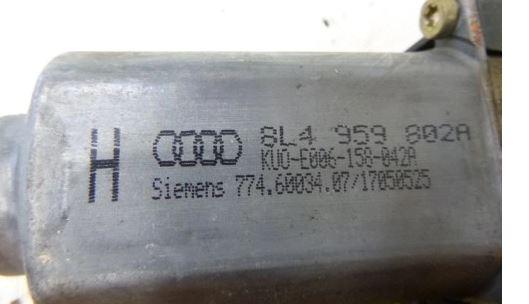 H
8L4 959 802A
KUO-E006-158-042A
Siemens 774.60034.07/17050525